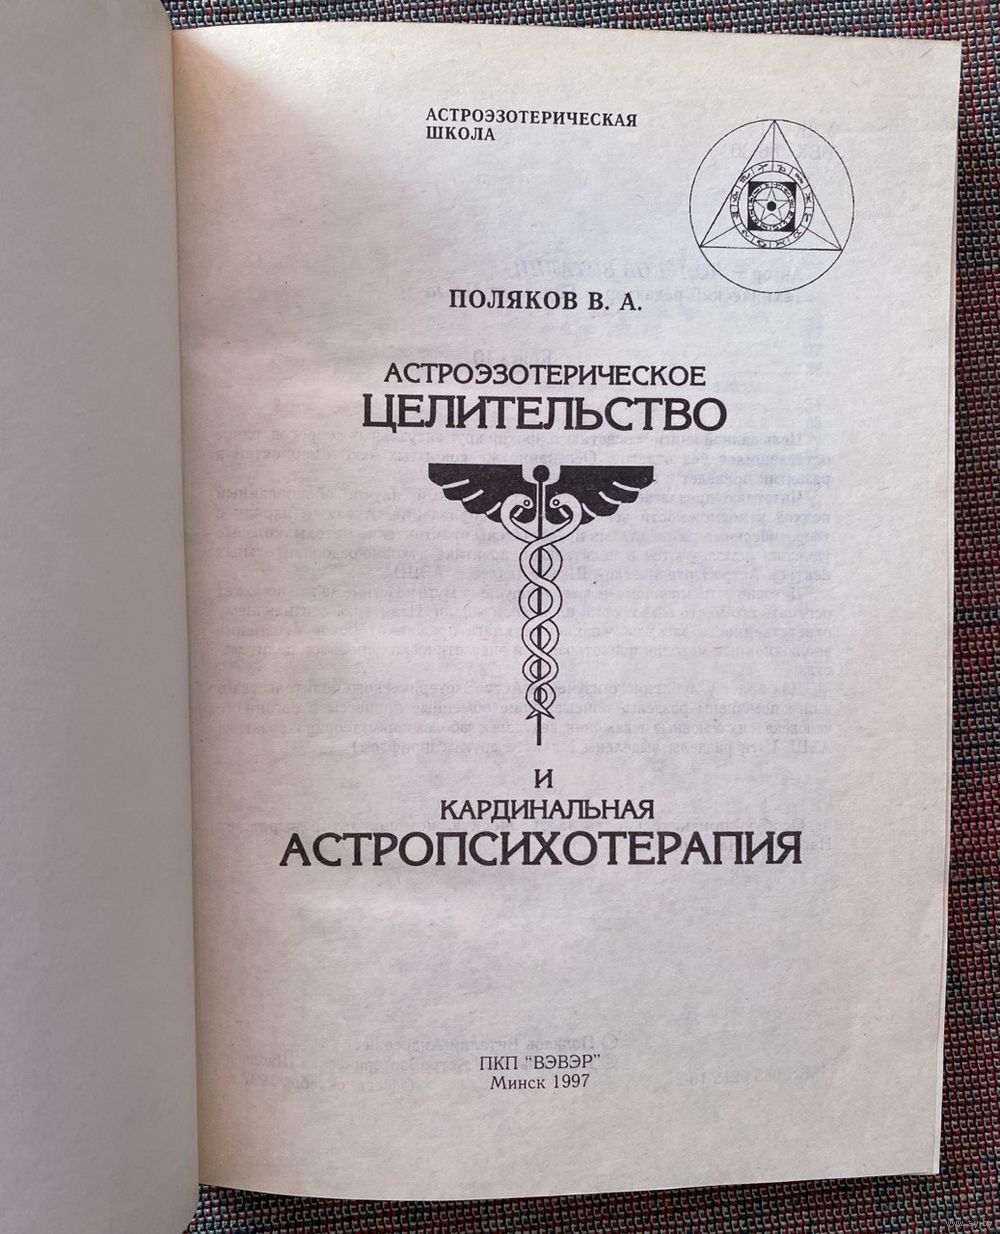 АСТРОЭЗОТЕРИЧЕСКАЯ
ШКОЛА
ПОЛЯКОВ В. А.
АСТРОЭЗОТЕРИЧЕСКОЕ
ЦЕЛИТЕЛЬСТВО
И
КАРДИНАЛЬНАЯ
АСТРОПСИХОТЕРАПИЯ
ПКП "ВЭВЭР"
Минск 1997